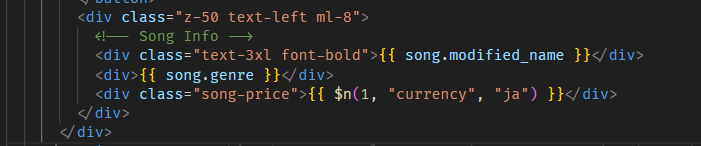 </button>
<div class="z-50 text-left ml-8">
<!-- Song Info -->
<div class="text-3xl font-bold">{{ song.modified_name }}</div>
<div>{{ song.genre }}</div>
<div class="song-price">{{ $n(1, "currency", "ja") }}</div>
</div>
</div>